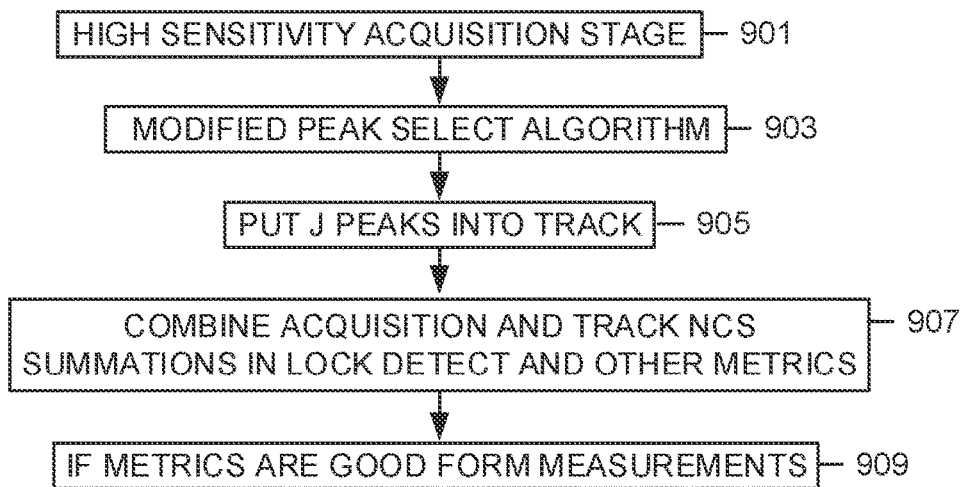 HIGH SENSITIVITY ACQUISITION STAGE 901
MODIFIED PEAK SELECT ALGORITHM 903
PUT J PEAKS INTO TRACK 905
COMBINE ACQUISITION AND TRACK NCS 907
SUMMATIONS IN LOCK DETECT AND OTHER METRICS
IF METRICS ARE GOOD FORM MEASUREMENTS 909